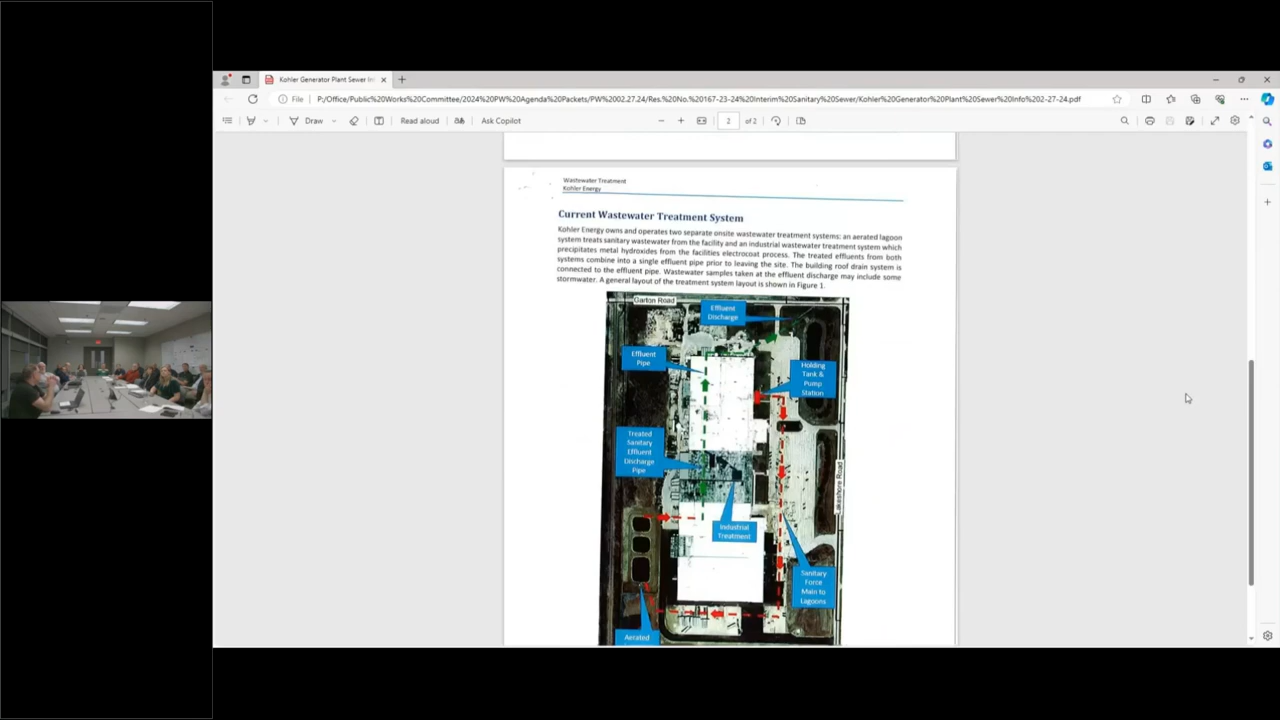 Kohler Generator Plant Sewer Inf
File
P:/Office/Public%20Works%20Committee/2024%20PW%20Agenda%20Packets/PW%2002.27.24/Res.%20No.%20167-23-24%20Interim%20Sanitary%20Sewer/Kohler%20Generator%20Plant%20Sewer%20Info%202-27-24.pdf
Draw
Read aloud
Ask Copilot
2
of 2
Wastewater Treatment
Kohler Energy
Current Wastewater Treatment System
Kohler Energy owns and operates two separate onsite wastewater treatment systems; an aerated lagoon
system treats sanitary wastewater from the facility and an industrial wastewater treatment system which
precipitates metal hydroxides from the facilities electrocoat process. The treated effluents from both
systems combine into a single effluent pipe prior to leaving the site. The building roof drain system is
connected to the effluent pipe. Wastewater samples taken at the effluent discharge may include some
stormwater. A general layout of the treatment system layout is shown in Figure 1.
Garton Road
Effluent
Discharge
Effluent
Pipe
Holding
Tank &
Pump
Station
Treated
Sanitary
Effluent
Discharge
Pipe
Lakeshore Road
Industrial
Treatment
Sanitary
Force
Main to
Lagoons
Aerated